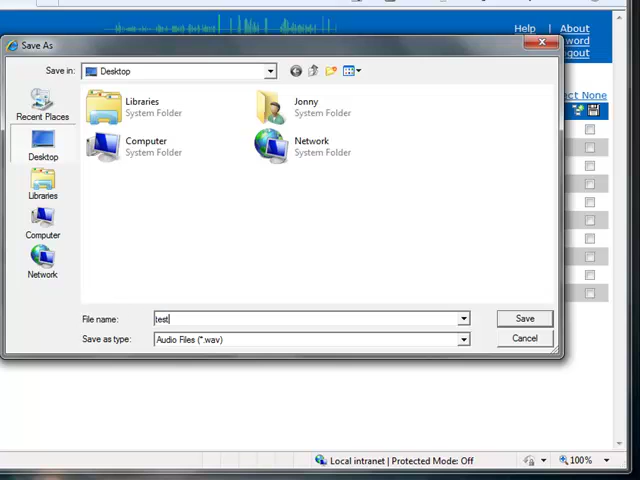 Help | About
Save As
word
ogout
Save in: Desktop
Recent Places
Desktop
Libraries
Computer
Network
Libraries
System Folder
Jonny
System Folder
Computer
System Folder
Network
System Folder
ct None
File name: test
Save
Save as type: Audio Files (*.wav)
Cancel
Local intranet | Protected Mode: Off
100%